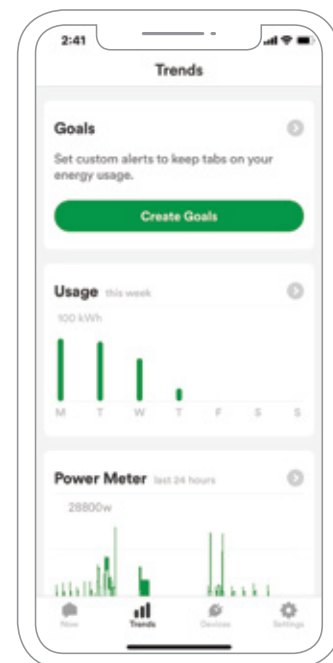 2:41
Trends
Goals
Set custom alerts to keep tabs on your
energy usage.
Create Goals
Usage this week
100 kWh
M T W T F S S
Power Meter last 24 hours
28800w
Now Trends Devices Settings